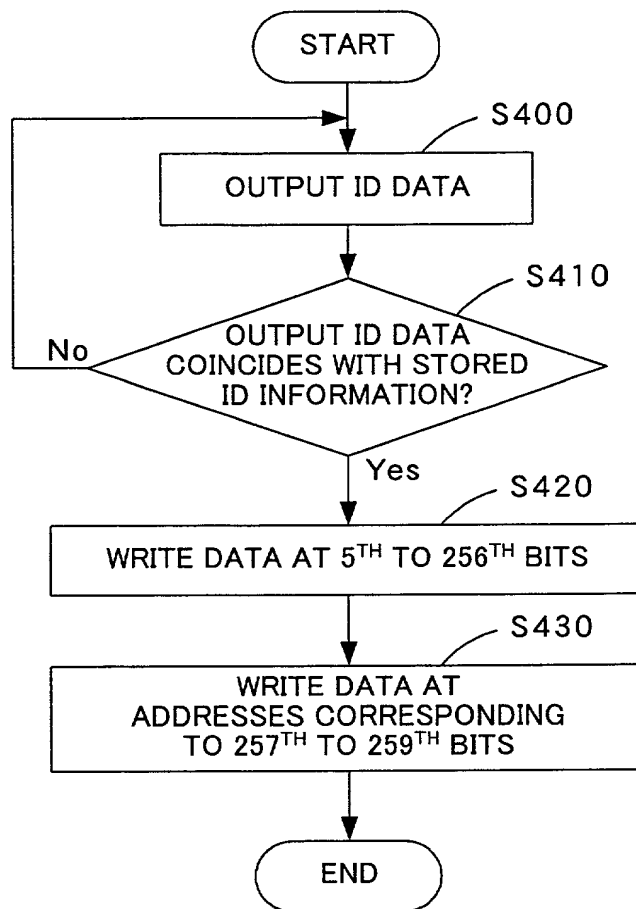 START
S400
OUTPUT ID DATA
S410
OUTPUT ID DATA
COINCIDES WITH STORED
ID INFORMATION?
No
Yes
S420
WRITE DATA AT 5TH TO 256TH BITS
S430
WRITE DATA AT
ADDRESSES CORRESPONDING
TO 257TH TO 259TH BITS
END